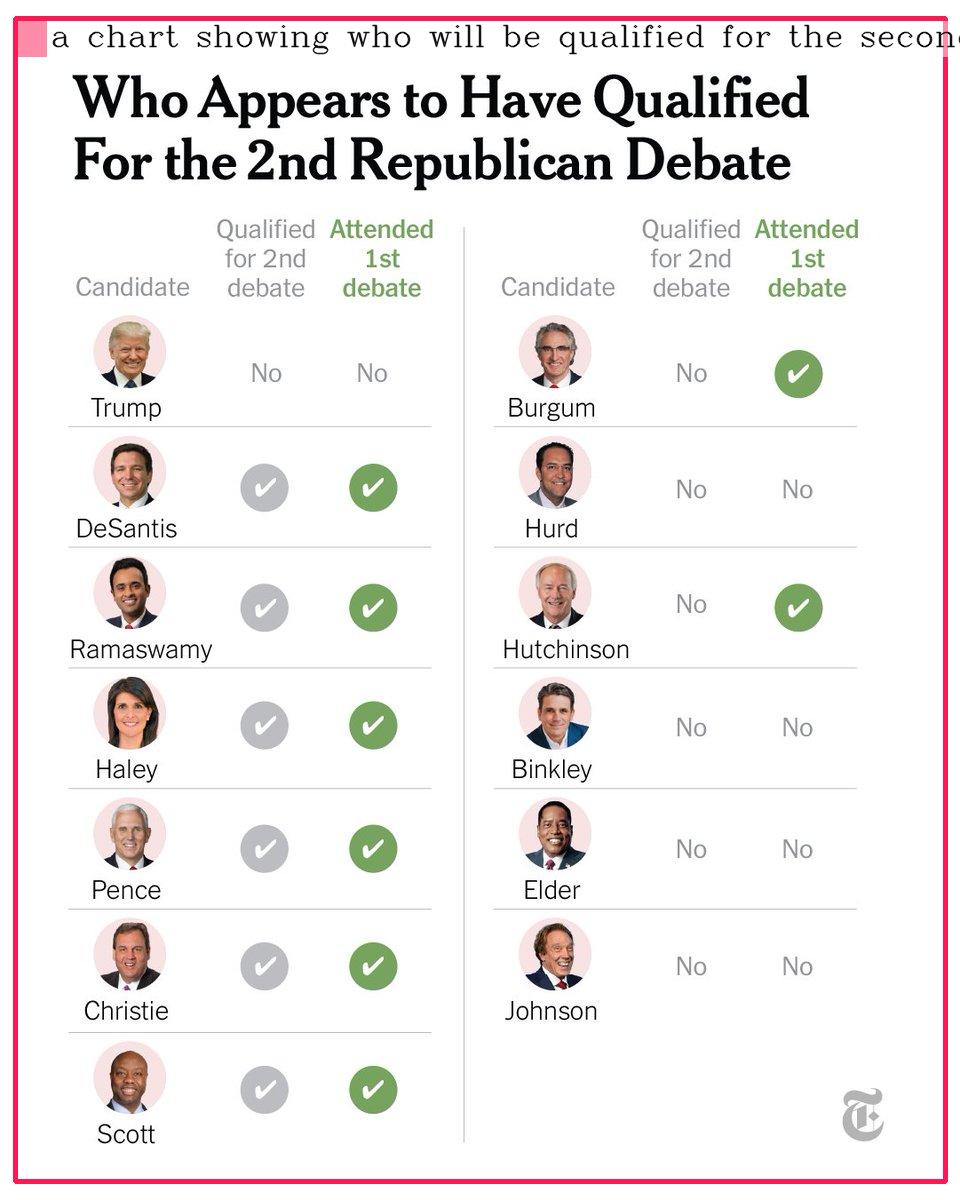 a chart showing who will be qualified for the secon
Who Appears to Have Qualified
For the 2nd Republican Debate
Candidate Qualified for 2nd debate Attended 1st debate
Trump No No
DeSantis ✔ ✔
Ramaswamy ✔ ✔
Haley ✔ ✔
Pence ✔ ✔
Christie ✔ ✔
Scott ✔ ✔
Candidate Qualified for 2nd debate Attended 1st debate
Burgum No ✔
Hurd No No
Hutchinson No ✔
Binkley No No
Elder No No
Johnson No No
T